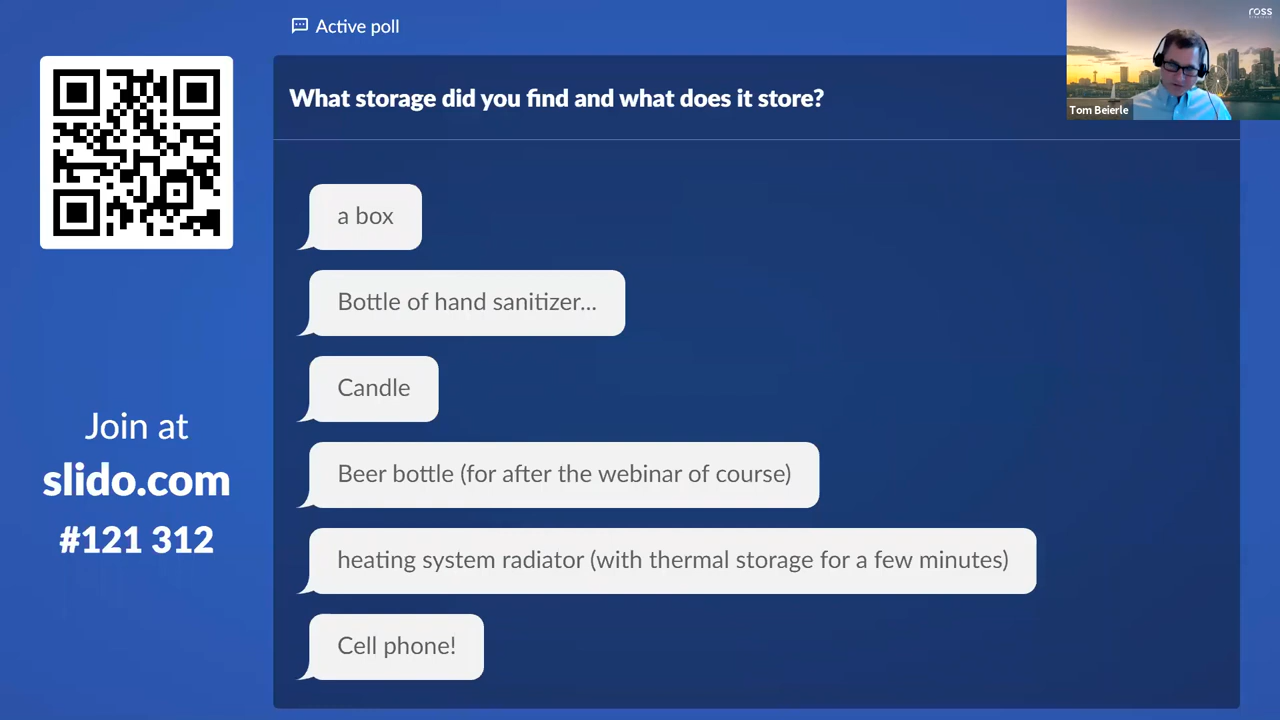 Active poll
ross
Tom Beierle
What storage did you find and what does it store?
a box
Bottle of hand sanitizer...
Candle
Beer bottle (for after the webinar of course)
heating system radiator (with thermal storage for a few minutes)
Cell phone!
Join at
slido.com
#121 312